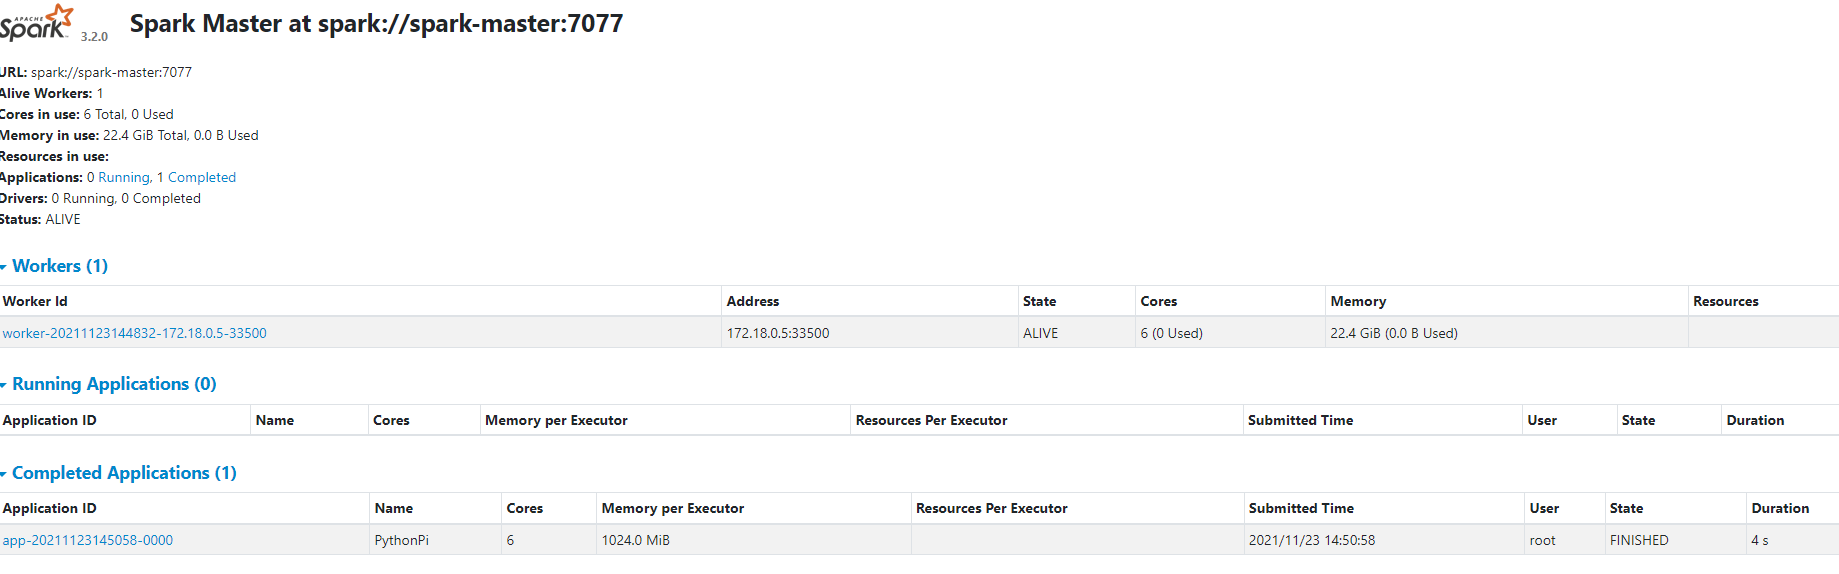 APACHE
Spark 3.2.0 Spark Master at spark://spark-master:7077
URL: spark://spark-master:7077
Alive Workers: 1
Cores in use: 6 Total, 0 Used
Memory in use: 22.4 GiB Total, 0.0 B Used
Resources in use:
Applications: 0 Running, 1 Completed
Drivers: 0 Running, 0 Completed
Status: ALIVE
Workers (1)
Worker Id Address State Cores Memory Resources
worker-20211123144832-172.18.0.5-33500 172.18.0.5:33500 ALIVE 6 (0 Used) 22.4 GiB (0.0 B Used)
Running Applications (0)
Application ID Name Cores Memory per Executor Resources Per Executor Submitted Time User State Duration
Completed Applications (1)
Application ID Name Cores Memory per Executor Resources Per Executor Submitted Time User State Duration
app-20211123145058-0000 PythonPi 6 1024.0 MiB 2021/11/23 14:50:58 root FINISHED 4 s